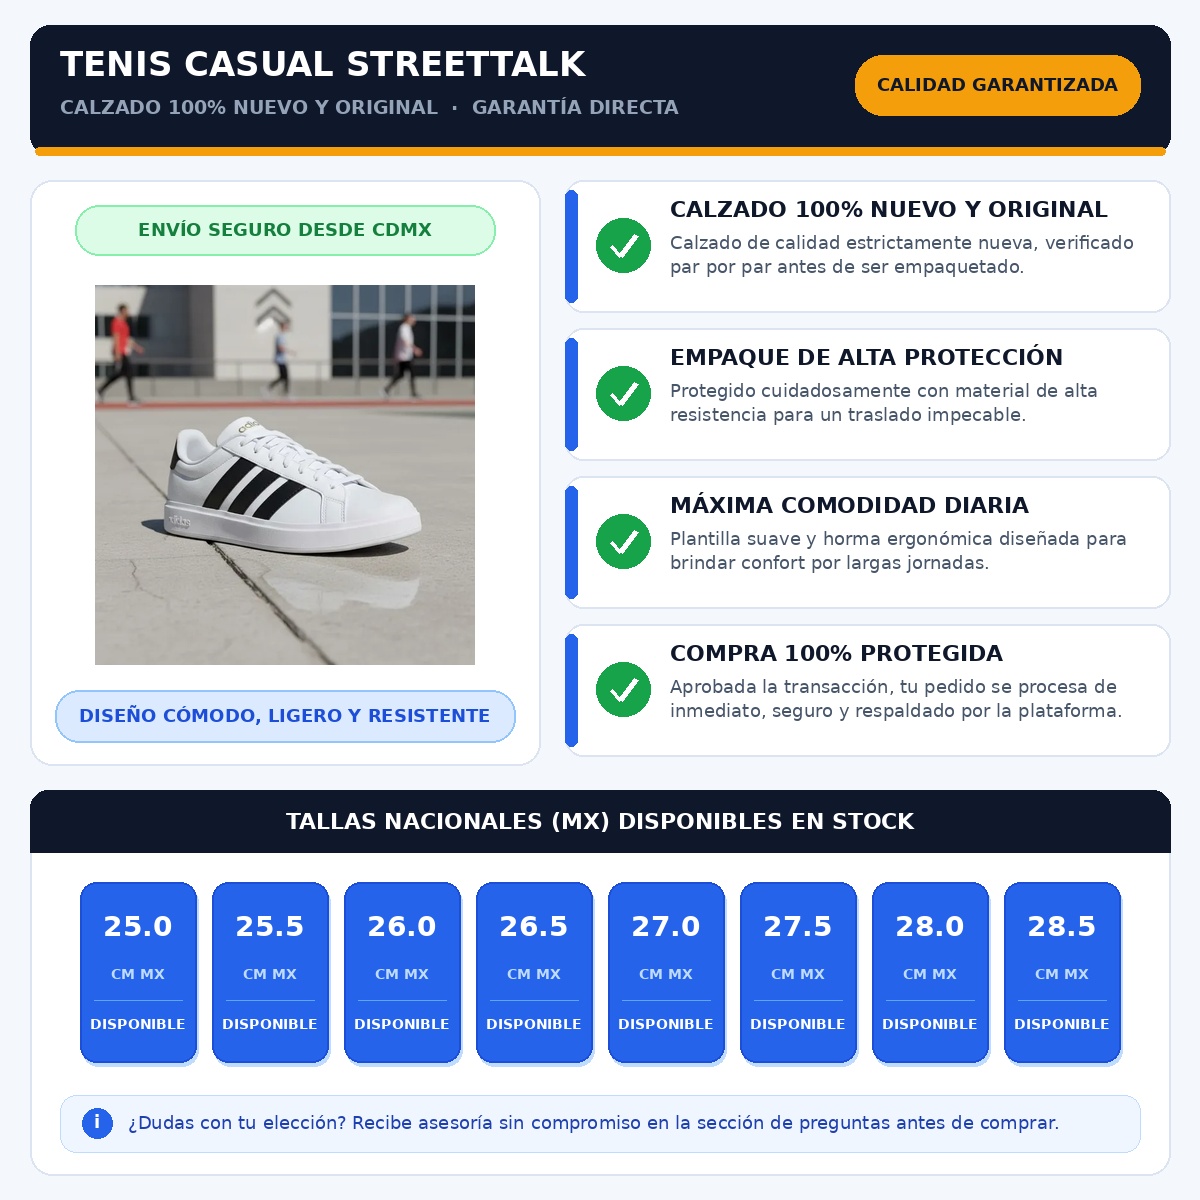 TENIS CASUAL STREETTALK
CALZADO 100% NUEVO Y ORIGINAL · GARANTÍA DIRECTA
CALIDAD GARANTIZADA
ENVÍO SEGURO DESDE CDMX
adidas
DISEÑO CÓMODO, LIGERO Y RESISTENTE
CALZADO 100% NUEVO Y ORIGINAL
Calzado de calidad estrictamente nueva, verificado
par por par antes de ser empaquetado.
EMPAQUE DE ALTA PROTECCIÓN
Protegido cuidadosamente con material de alta
resistencia para un traslado impecable.
MÁXIMA COMODIDAD DIARIA
Plantilla suave y horma ergonómica diseñada para
brindar confort por largas jornadas.
COMPRA 100% PROTEGIDA
Aprobada la transacción, tu pedido se procesa de
inmediato, seguro y respaldado por la plataforma.
TALLAS NACIONALES (MX) DISPONIBLES EN STOCK
25.0 25.5 26.0 26.5 27.0 27.5 28.0 28.5
CM MX CM MX CM MX CM MX CM MX CM MX CM MX CM MX
DISPONIBLE DISPONIBLE DISPONIBLE DISPONIBLE DISPONIBLE DISPONIBLE DISPONIBLE DISPONIBLE
i ¿Dudas con tu elección? Recibe asesoría sin compromiso en la sección de preguntas antes de comprar.